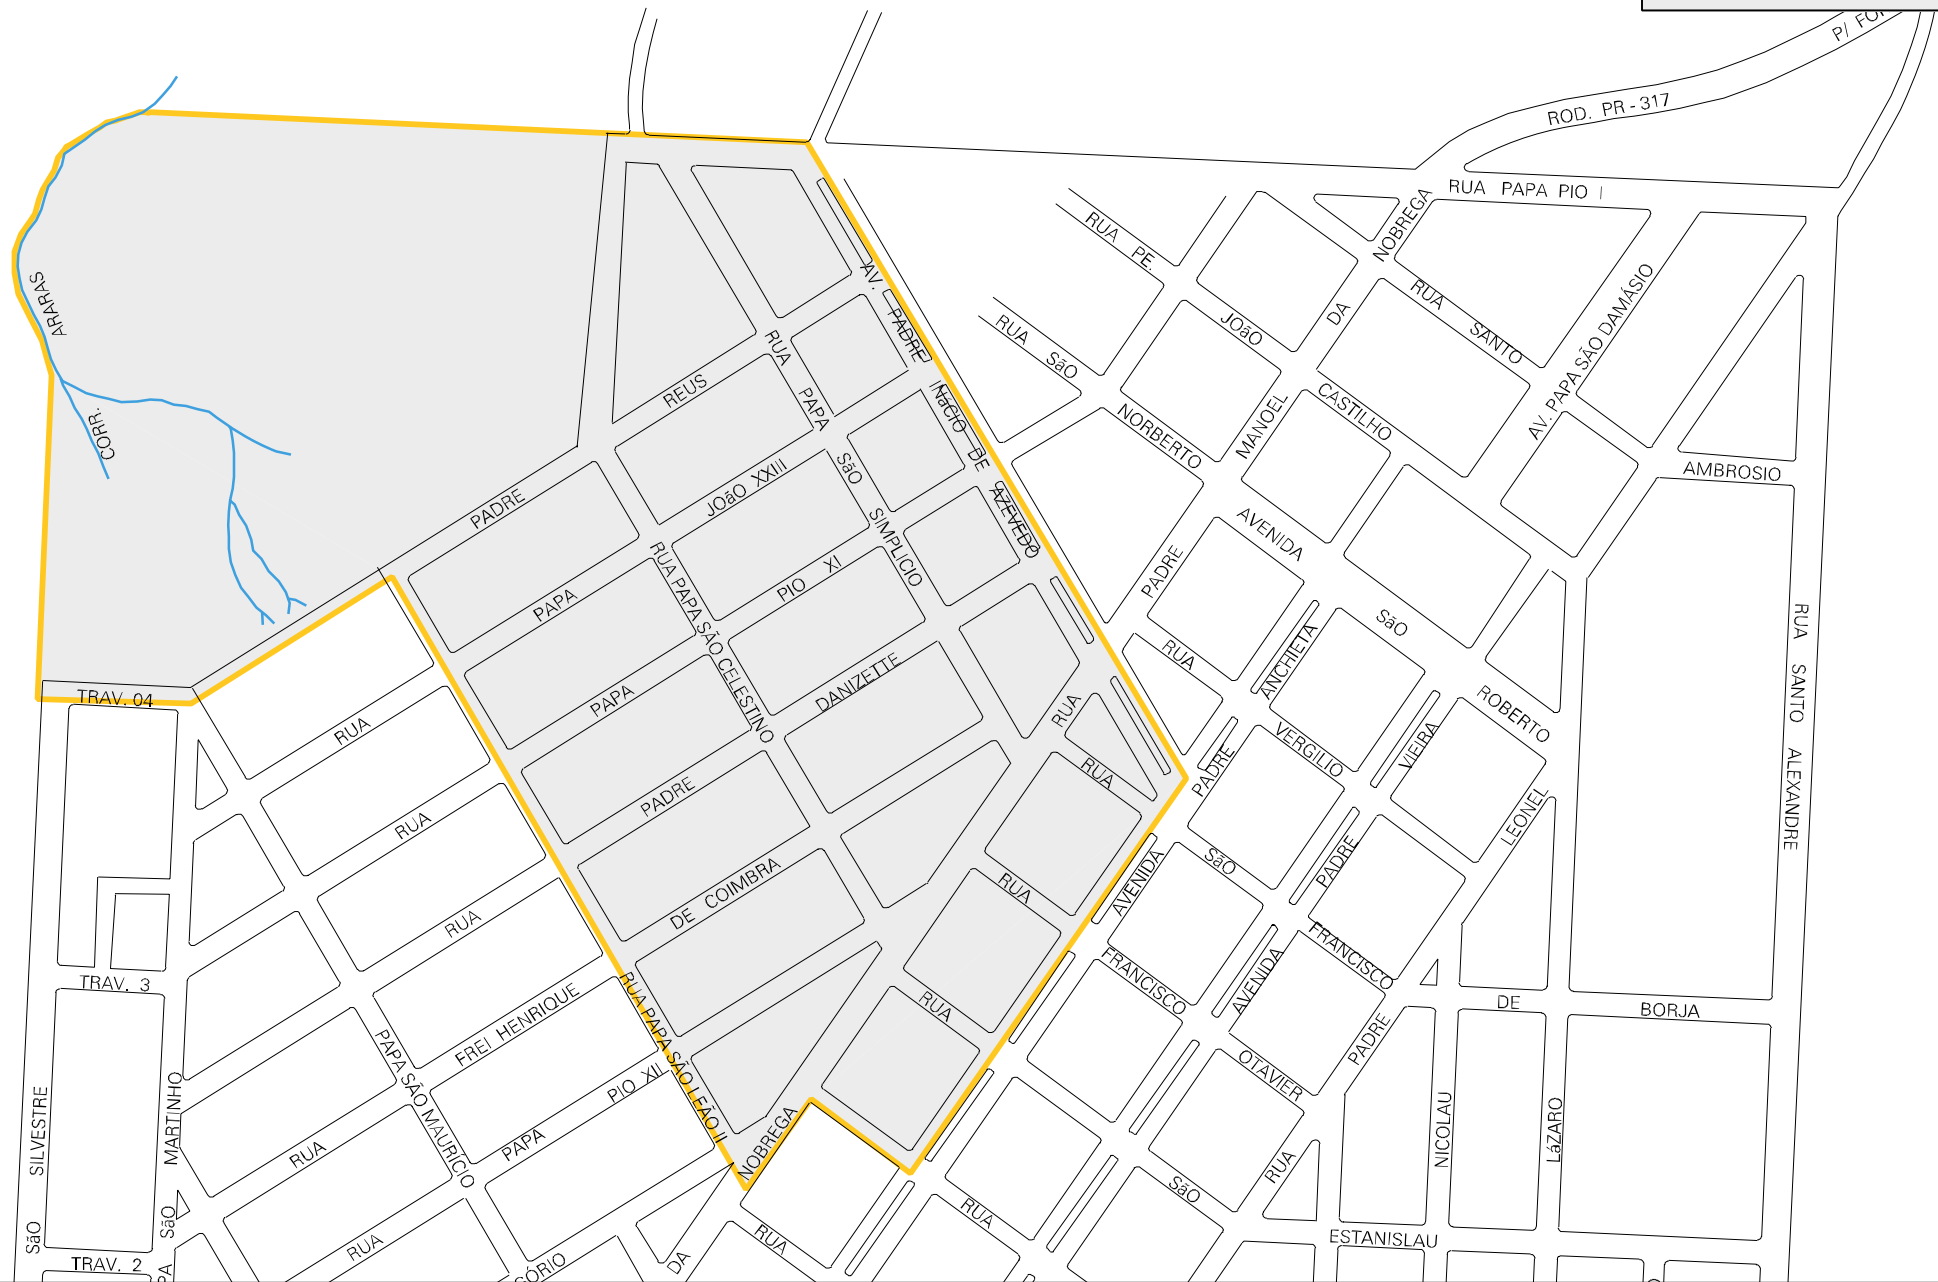 ROD. PR - 317
RUA PAPA PIO I
NOBREGA
RUA PE.
ARARAS
AV. PADRE INáCIO DE AZEVEDO
RUA SANTO
AV. PAPA SÃO DAMÁSIO
DA
JOãO
RUA SãO
RUA PAPA SãO SIMPLICIO
REUS
CASTILHO
NORBERTO
MANOEL
CORR.
AMBROSIO
JOãO XXIII
PADRE
AVENIDA
PADRE
RUA PAPA SÃO CELESTINO
PIO XI
PAPA
SãO
RUA SANTO ALEXANDRE
RUA
ANCHIETA
DANIZETTE
PAPA
TRAV. 04
RUA
RUA
ROBERTO
VERGILIO
VIEIRA
PADRE
RUA
PADRE
LEONEL
RUA
SãO
PADRE
AVENIDA
RUA
DE COIMBRA
RUA
FRANCISCO
FRANCISCO
AVENIDA
TRAV. 3
FREI HENRIQUE
RUA PAPA SÃO LEÃO II
RUA
DE BORJA
PADRE
PAPA SÃO MAURICIO
PIO XII
OTAVIER
SILVESTRE
MARTINHO
NOBREGA
PAPA
RUA
NICOLAU
LáZARO
RUA
SãO
SãO
SãO
RUA
RUA
RUA
ESTANISLAU
TRAV. 2
DA